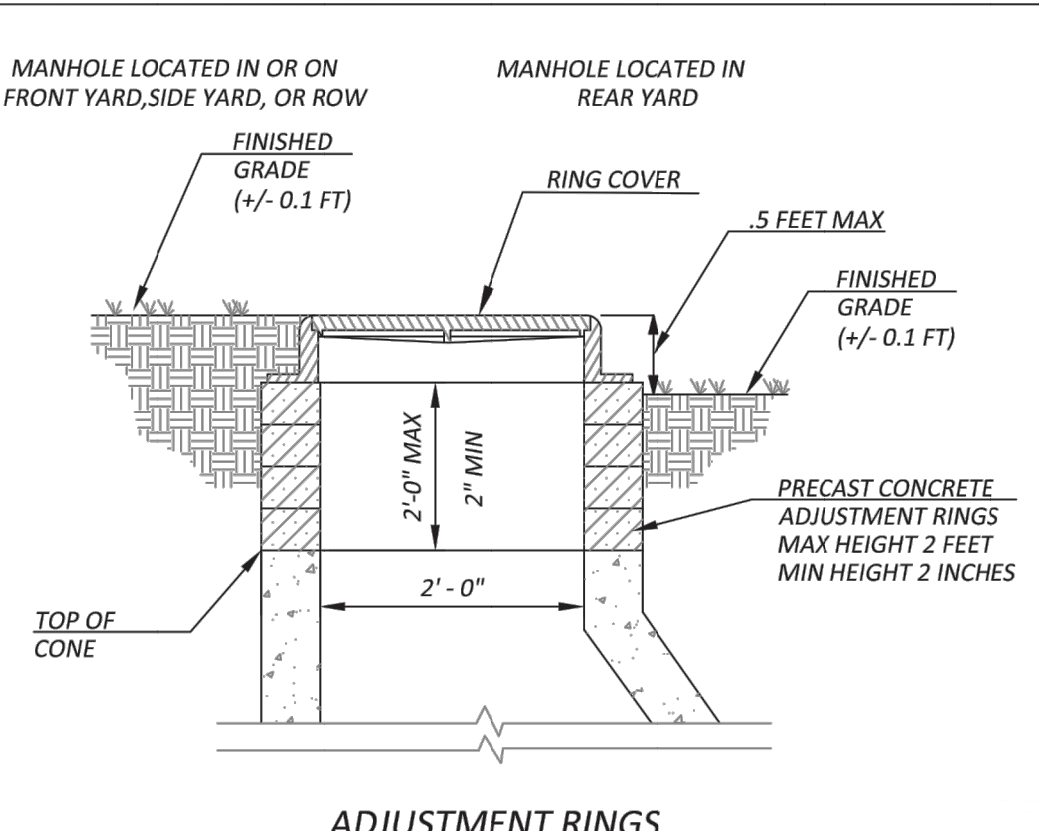 MANHOLE LOCATED IN OR ON
FRONT YARD,SIDE YARD, OR ROW
MANHOLE LOCATED IN
REAR YARD
FINISHED
GRADE
(+/- 0.1 FT)
RING COVER
.5 FEET MAX
FINISHED
GRADE
(+/- 0.1 FT)
2'-0" MAX
2" MIN
PRECAST CONCRETE
ADJUSTMENT RINGS
MAX HEIGHT 2 FEET
MIN HEIGHT 2 INCHES
2' - 0"
TOP OF
CONE
ADJUSTMENT RINGS